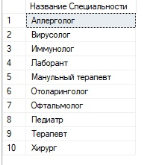 Название Специальности
1 Аллерголог
2 Вирусолог
3 Иммунолог
4 Лаборант
5 Манульный терапевт
6 Отоларинголог
7 Офтальмолог
8 Педиатр
9 Терапевт
10 Хирург